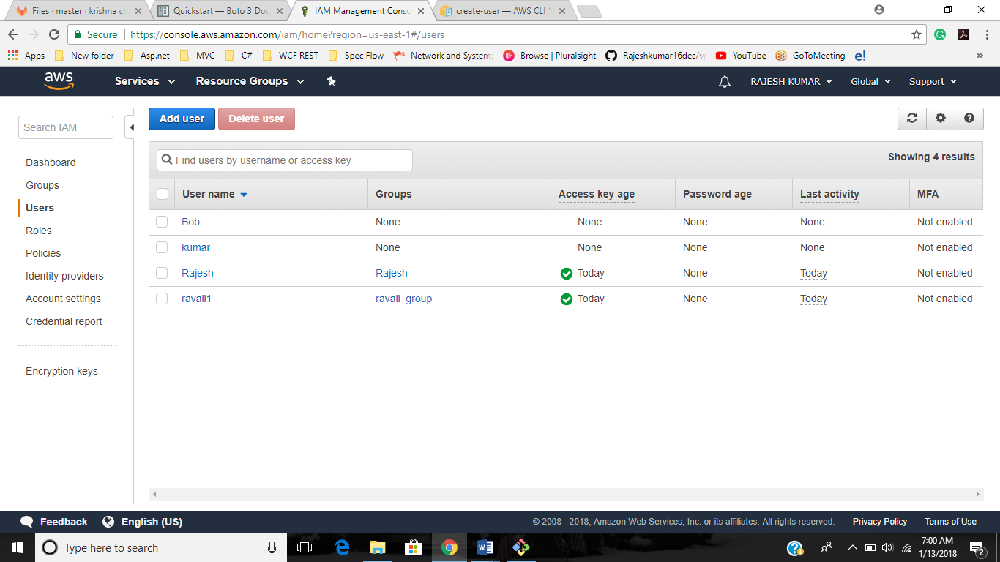 Files · master · krishna ch
Quickstart — Boto 3 Doc
IAM Management Conso
create-user — AWS CLI 1
Secure
https://console.aws.amazon.com/iam/home?region=us-east-1#/users
Apps New folder Asp.net MVC C# WCF REST Spec Flow Network and Systems Browse | Pluralsight Rajeshkumar16dec/vp YouTube GoToMeeting e! »
aws Services Resource Groups RAJESH KUMAR Global Support
Search IAM
Dashboard
Groups
Users
Roles
Policies
Identity providers
Account settings
Credential report
Encryption keys
Add user Delete user
Find users by username or access key
Showing 4 results
User name Groups Access key age Password age Last activity MFA
Bob None None None None Not enabled
kumar None None None None Not enabled
Rajesh Rajesh Today None Today Not enabled
ravali1 ravali_group Today None Today Not enabled
Feedback English (US) © 2008 - 2018, Amazon Web Services, Inc. or its affiliates. All rights reserved. Privacy Policy Terms of Use
Type here to search
7:00 AM
1/13/2018
2